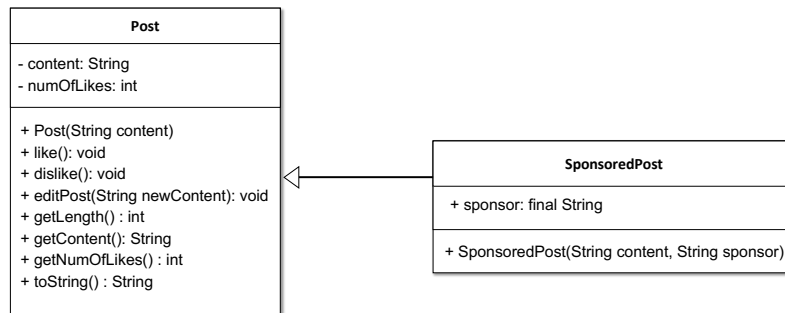 Post
- content: String
- numOfLikes: int
+ Post(String content)
+ like(): void
+ dislike(): void
+ editPost(String newContent): void
+ getLength() : int
+ getContent(): String
+ getNumOfLikes() : int
+ toString() : String
SponsoredPost
+ sponsor: final String
+ SponsoredPost(String content, String sponsor)